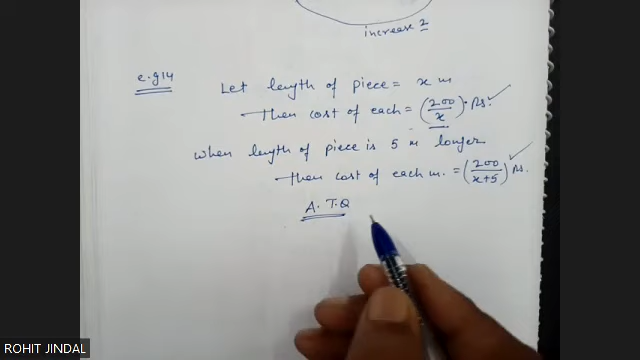 increase 2
e.g14
Let length of piece = x m
Then cost of each = (200/x) Rs. ✓
when length of piece is 5 m longer
Then cost of each m. = (200/x+5) Rs. ✓
A.T.Q
ROHIT JINDAL